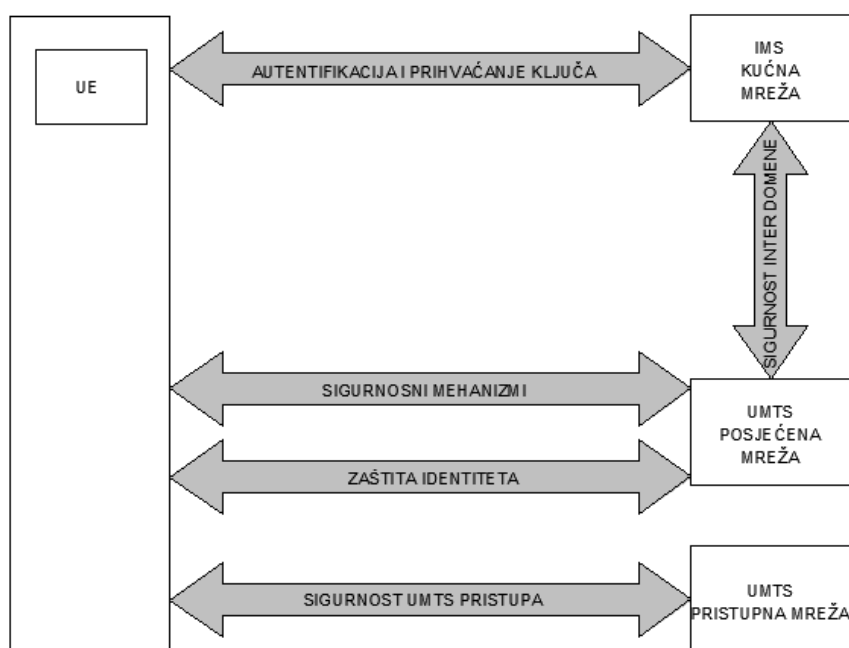 UE
AUTENTIFIKACIJA I PRIHVAĆANJE KLJUČA
IMS
KUĆNA
MREŽA
SIGURNOST INTER DOMENE
SIGURNOSNI MEHANIZMI
UMTS
POSJEĆENA
MREŽA
ZAŠTITA IDENTITETA
SIGURNOST UMTS PRISTUPA
UMTS
PRISTUPNA MREŽA